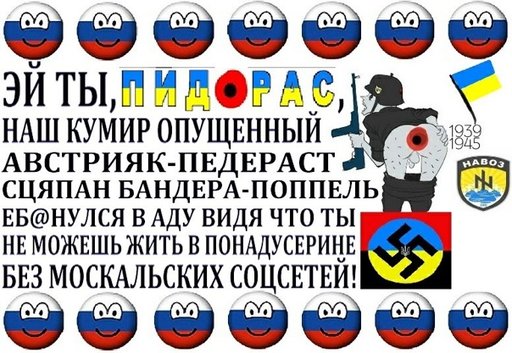 ЭЙ ТЫ, ПИДОРАС,
НАШ КУМИР ОПУЩЕННЫЙ
АВСТРИЯК-ПЕДЕРАСТ
СЦЯПАН БАНДЕРА-ПОППЕЛЬ
ЕБ@НУЛСЯ В АДУ ВИДЯ ЧТО ТЫ
НЕ МОЖЕШЬ ЖИТЬ В ПОНАДУСЕРИНЕ
БЕЗ МОСКАЛЬСКИХ СОЦСЕТЕЙ!
1939
1945
НАВОЗ